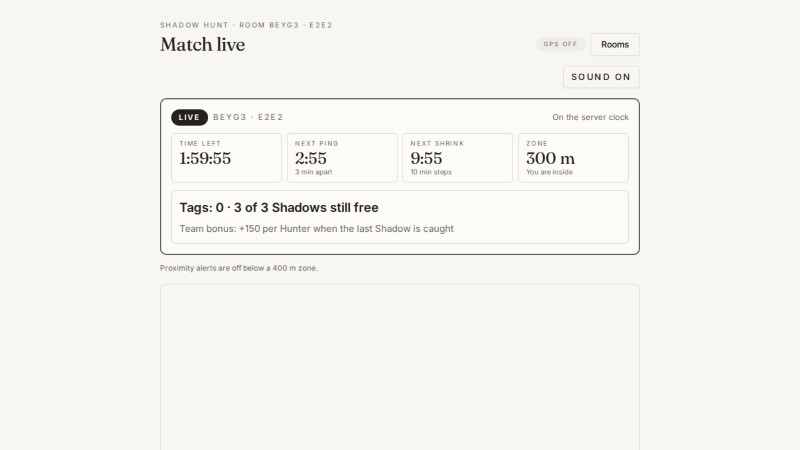 SHADOW HUNT · ROOM BEYG3 · E2E2
Match live
GPS OFF
Rooms
SOUND ON
LIVE BEYG3 · E2E2
On the server clock
TIME LEFT
1:59:55
NEXT PING
2:55
3 min apart
NEXT SHRINK
9:55
10 min steps
ZONE
300 m
You are inside
Tags: 0 · 3 of 3 Shadows still free
Team bonus: +150 per Hunter when the last Shadow is caught
Proximity alerts are off below a 400 m zone.